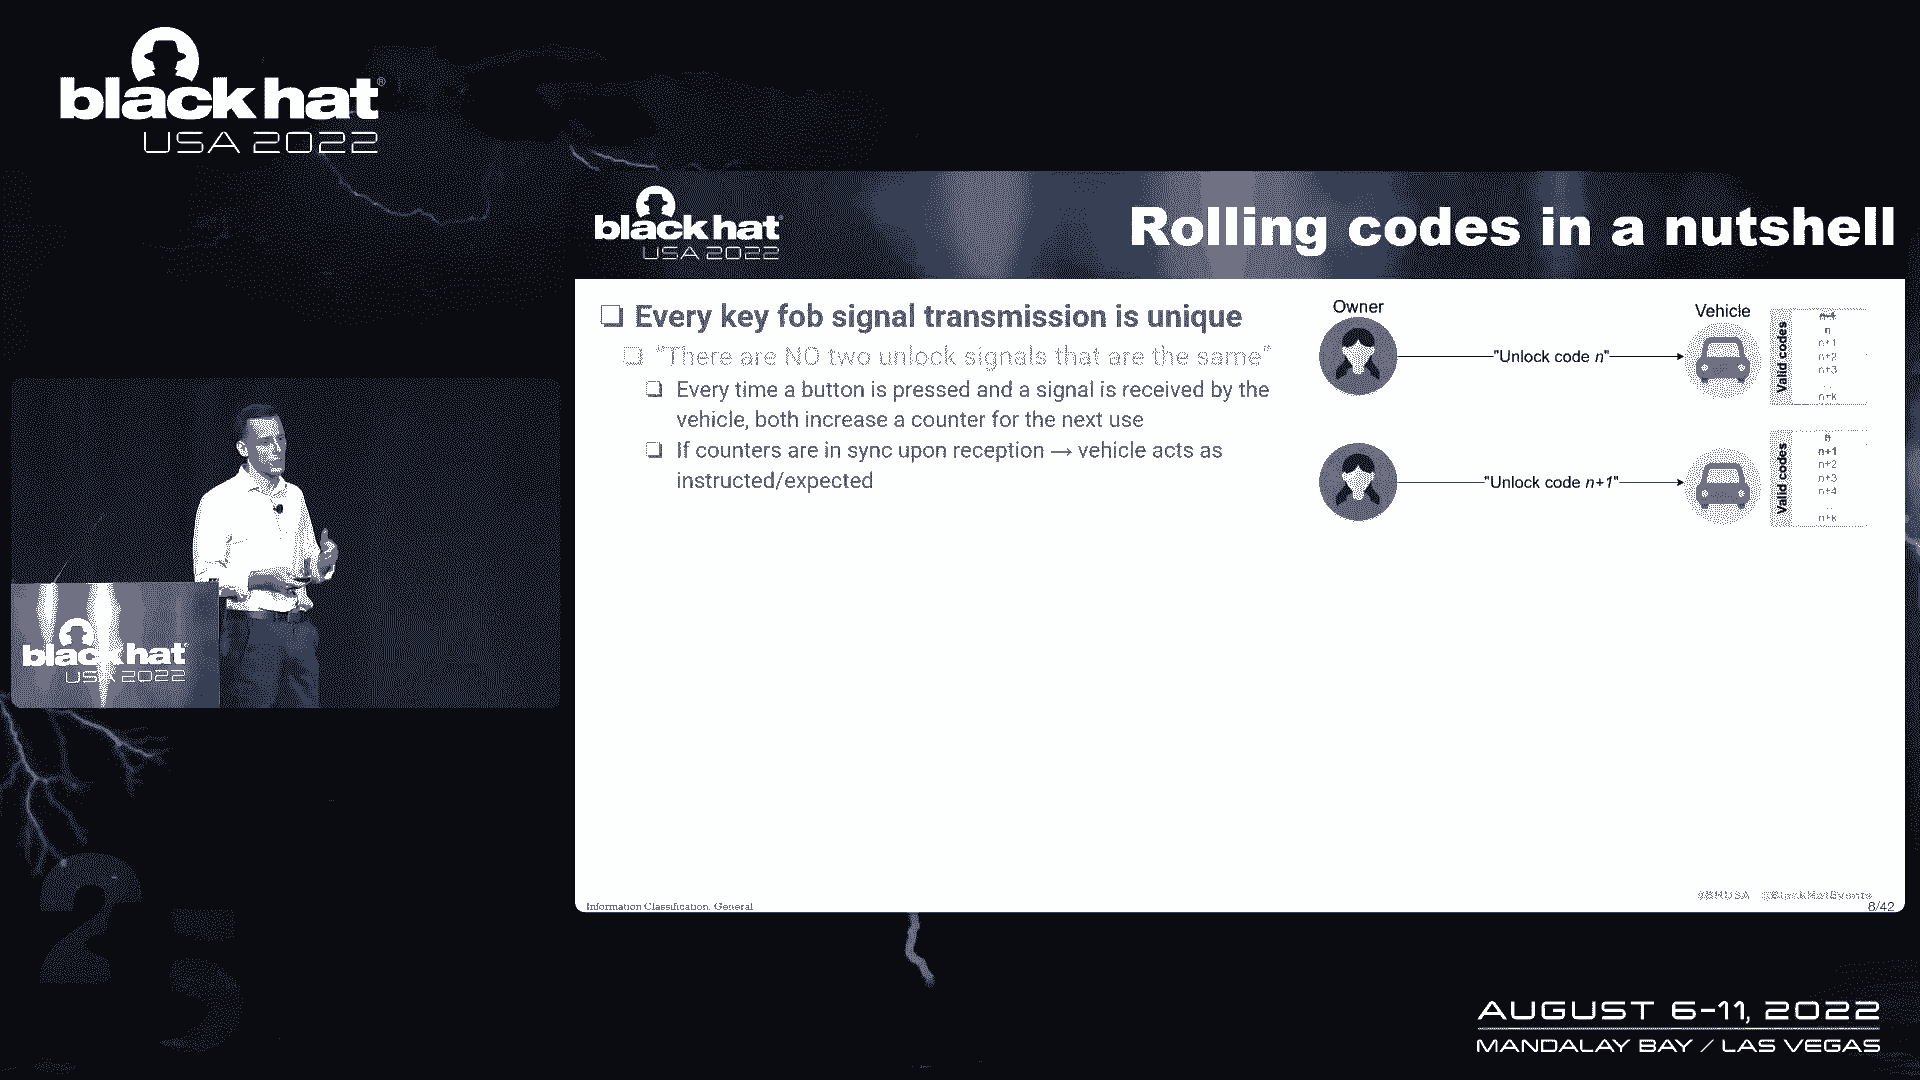 black hat®
USA 2022
black hat
USA 2022
Rolling codes in a nutshell
❏ Every key fob signal transmission is unique
❏ "There are NO two unlock signals that are the same"
❏ Every time a button is pressed and a signal is received by the
vehicle, both increase a counter for the next use
❏ If counters are in sync upon reception → vehicle acts as
instructed/expected
Owner
"Unlock code n"
Vehicle
Valid codes
n-1
n
n+1
n+2
n+3
..
n+k
"Unlock code n+1"
Valid codes
n
n+1
n+2
n+3
n+4
..
n+k
black hat
USA 2022
Information Classification: General
#BHUSA @BlackHatEvents
8/42
25
AUGUST 6-11, 2022
MANDALAY BAY / LAS VEGAS